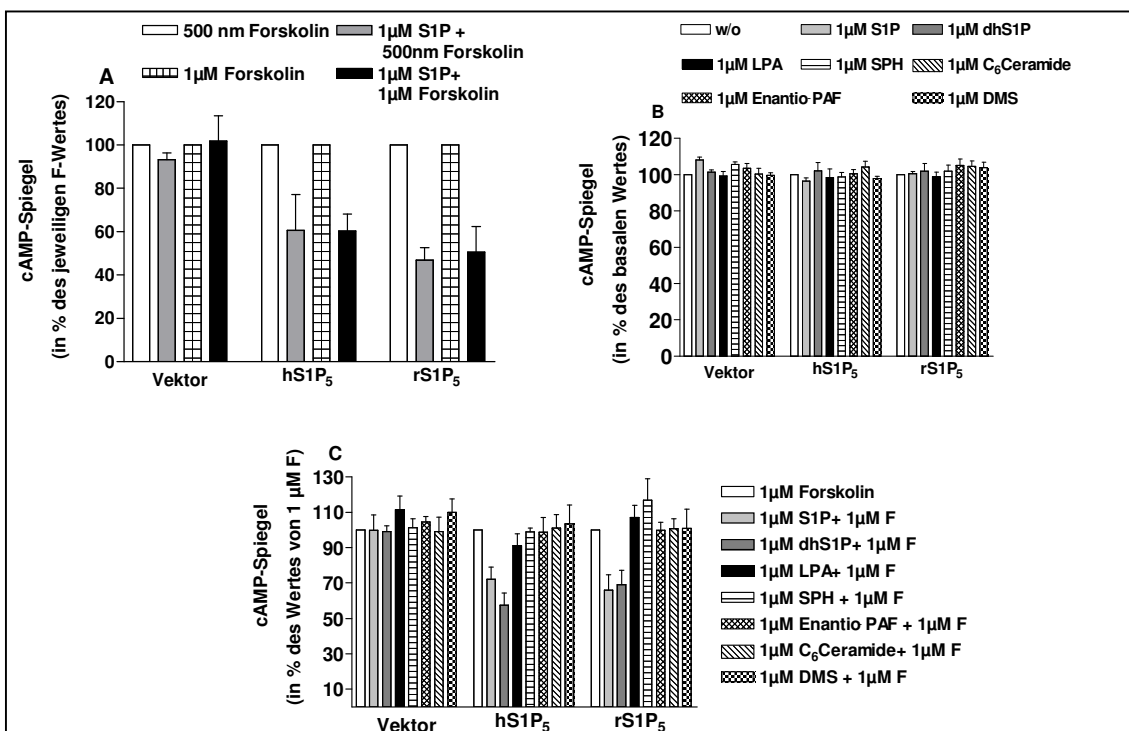 500 nm Forskolin
1µM S1P +
500nm Forskolin
1µM Forskolin
1µM S1P+
1µM Forskolin
A
cAMP-Spiegel
(in % des jeweiligen F-Wertes)
120
100
80
60
40
20
0
Vektor
hS1P₅
rS1P₅
w/o
1µM S1P
1µM dhS1P
1µM LPA
1µM SPH
1µM C₆Ceramide
1µM Enantio-PAF
1µM DMS
B
cAMP-Spiegel
(in % des basalen Wertes)
120
100
80
60
40
20
0
Vektor
hS1P₅
rS1P₅
C
cAMP-Spiegel
(in % des Wertes von 1 µM F)
130
110
90
70
50
30
10
Vektor
hS1P₅
rS1P₅
1µM Forskolin
1µM S1P+ 1µM F
1µM dhS1P+ 1µM F
1µM LPA+ 1µM F
1µM SPH + 1µM F
1µM Enantio-PAF + 1µM F
1µM C₆Ceramide+ 1µM F
1µM DMS + 1µM F